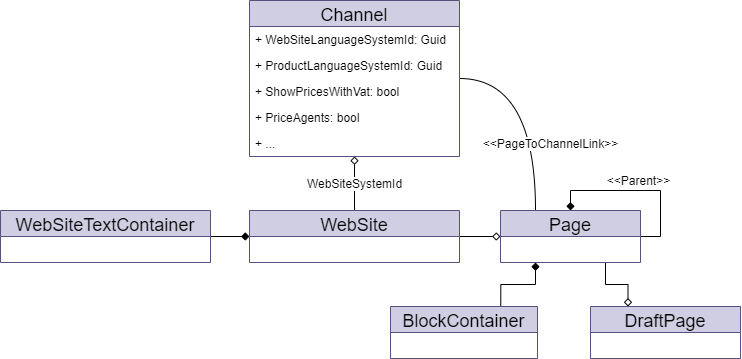 Channel
+ WebSiteLanguageSystemId: Guid
+ ProductLanguageSystemId: Guid
+ ShowPricesWithVat: bool
+ PriceAgents: bool
+ ...
<<PageToChannelLink>>
WebSiteSystemId
<<Parent>>
WebSiteTextContainer
WebSite
Page
BlockContainer
DraftPage